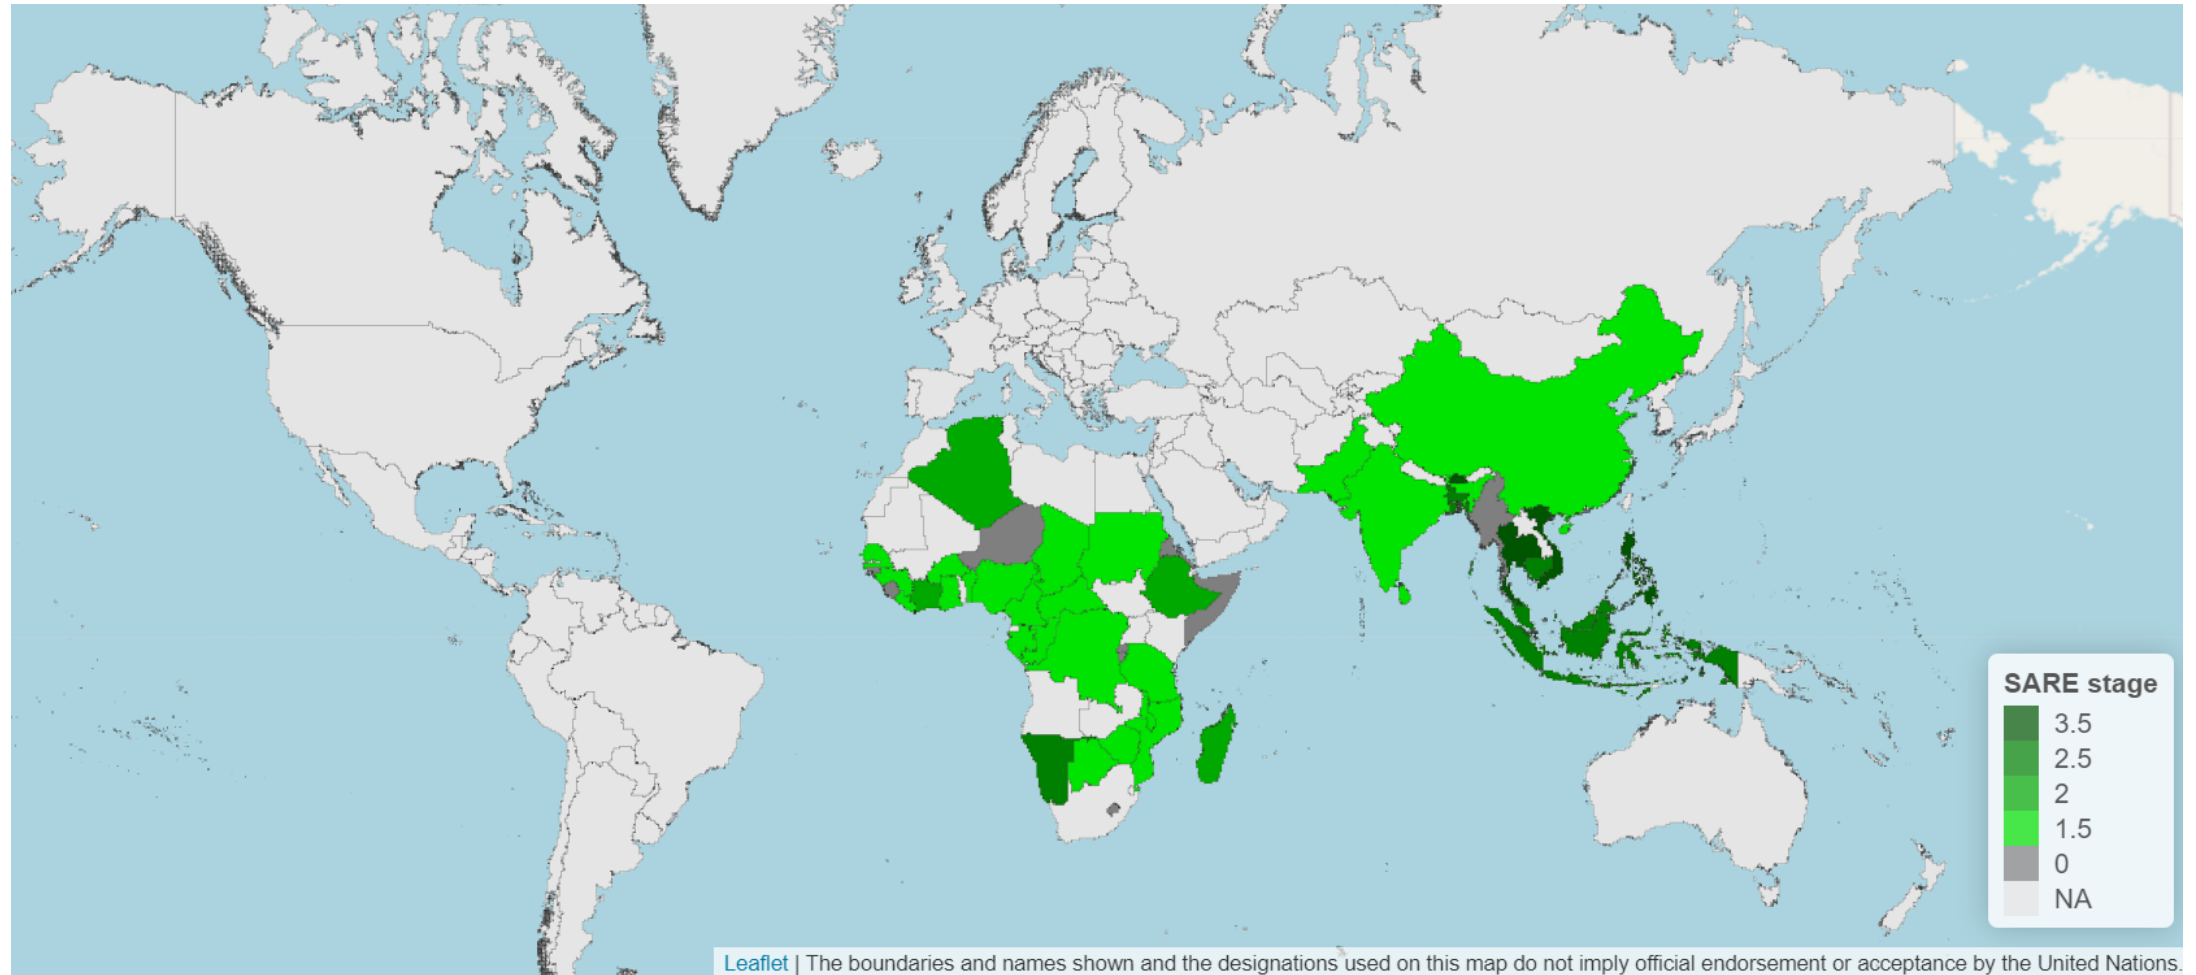 SARE stage
3.5
2.5
2
1.5
0
NA
Leaflet | The boundaries and names shown and the designations used on this map do not imply official endorsement or acceptance by the United Nations.